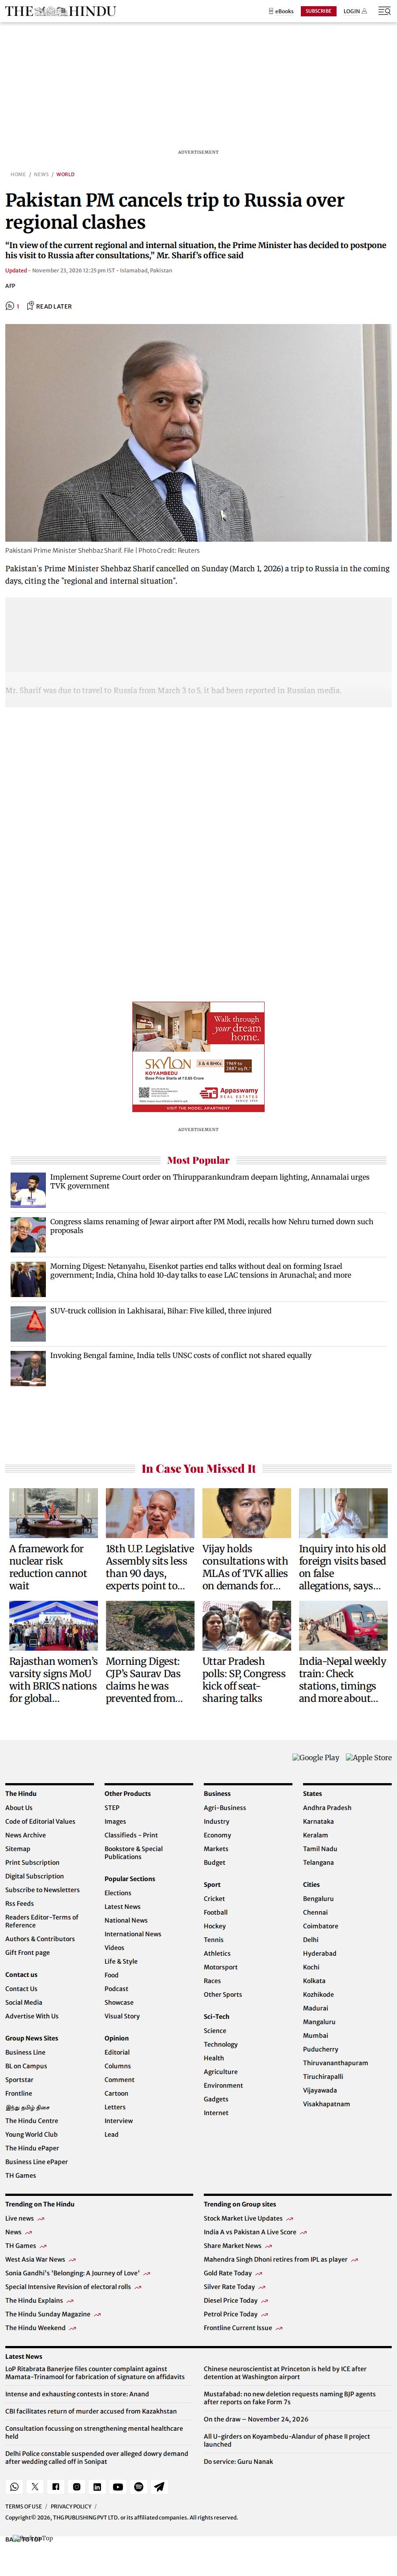 THE HINDU
eBooks
SUBSCRIBE
LOGIN
ADVERTISEMENT
HOME / NEWS / WORLD
Pakistan PM cancels trip to Russia over
regional clashes
“In view of the current regional and internal situation, the Prime Minister has decided to postpone
his visit to Russia after consultations,” Mr. Sharif’s office said
Updated - November 23, 2026 12:25 pm IST - Islamabad, Pakistan
AFP
1 READ LATER
Pakistani Prime Minister Shehbaz Sharif. File | Photo Credit: Reuters
Pakistan's Prime Minister Shehbaz Sharif cancelled on Sunday (March 1, 2026) a trip to Russia in the coming
days, citing the "regional and internal situation".
Mr. Sharif was due to travel to Russia from March 3 to 5, it had been reported in Russian media.
Walk through
your dream
home.
SKYLON
KOYAMBEDU
3 & 4 BHKs
1969 to
2687 sq.ft.
Base Price Starts at ₹ 3.65 Crore
Appaswamy
REAL ESTATES
VISIT THE MODEL APARTMENT
ADVERTISEMENT
Most Popular
Implement Supreme Court order on Thirupparankundram deepam lighting, Annamalai urges
TVK government
Congress slams renaming of Jewar airport after PM Modi, recalls how Nehru turned down such
proposals
Morning Digest: Netanyahu, Eisenkot parties end talks without deal on forming Israel
government; India, China hold 10-day talks to ease LAC tensions in Arunachal; and more
SUV-truck collision in Lakhisarai, Bihar: Five killed, three injured
Invoking Bengal famine, India tells UNSC costs of conflict not shared equally
In Case You Missed It
A framework for
nuclear risk
reduction cannot
wait
18th U.P. Legislative
Assembly sits less
than 90 days,
experts point to...
Vijay holds
consultations with
MLAs of TVK allies
on demands for...
Inquiry into his old
foreign visits based
on false
allegations, says...
Rajasthan women’s
varsity signs MoU
with BRICS nations
for global...
Morning Digest:
CJP’s Saurav Das
claims he was
prevented from...
Uttar Pradesh
polls: SP, Congress
kick off seat-
sharing talks
India-Nepal weekly
train: Check
stations, timings
and more about...
Google Play
Apple Store
The Hindu
About Us
Code of Editorial Values
News Archive
Sitemap
Print Subscription
Digital Subscription
Subscribe to Newsletters
Rss Feeds
Readers Editor-Terms of
Reference
Authors & Contributors
Gift Front page
Contact us
Contact Us
Social Media
Advertise With Us
Group News Sites
Business Line
BL on Campus
Sportstar
Frontline
இந்து தமிழ் திசை
The Hindu Centre
Young World Club
The Hindu ePaper
Business Line ePaper
TH Games
Other Products
STEP
Images
Classifieds - Print
Bookstore & Special
Publications
Popular Sections
Elections
Latest News
National News
International News
Videos
Life & Style
Food
Podcast
Showcase
Visual Story
Opinion
Editorial
Columns
Comment
Cartoon
Letters
Interview
Lead
Business
Agri-Business
Industry
Economy
Markets
Budget
Sport
Cricket
Football
Hockey
Tennis
Athletics
Motorsport
Races
Other Sports
Sci-Tech
Science
Technology
Health
Agriculture
Environment
Gadgets
Internet
States
Andhra Pradesh
Karnataka
Keralam
Tamil Nadu
Telangana
Cities
Bengaluru
Chennai
Coimbatore
Delhi
Hyderabad
Kochi
Kolkata
Kozhikode
Madurai
Mangaluru
Mumbai
Puducherry
Thiruvananthapuram
Tiruchirapalli
Vijayawada
Visakhapatnam
Trending on The Hindu
Live news
News
TH Games
West Asia War News
Sonia Gandhi's 'Belonging: A Journey of Love'
Special Intensive Revision of electoral rolls
The Hindu Explains
The Hindu Sunday Magazine
The Hindu Weekend
Trending on Group sites
Stock Market Live Updates
India A vs Pakistan A Live Score
Share Market News
Mahendra Singh Dhoni retires from IPL as player
Gold Rate Today
Silver Rate Today
Diesel Price Today
Petrol Price Today
Frontline Current Issue
Latest News
LoP Ritabrata Banerjee files counter complaint against
Mamata-Trinamool for fabrication of signature on affidavits
Intense and exhausting contests in store: Anand
CBI facilitates return of murder accused from Kazakhstan
Consultation focussing on strengthening mental healthcare
held
Delhi Police constable suspended over alleged dowry demand
after wedding called off in Sonipat
Chinese neuroscientist at Princeton is held by ICE after
detention at Washington airport
Mustafabad: no new deletion requests naming BJP agents
after reports on fake Form 7s
On the draw — November 24, 2026
All U-girders on Koyambedu-Alandur of phase II project
launched
Do service: Guru Nanak
TERMS OF USE / PRIVACY POLICY /
Copyright© 2026, THG PUBLISHING PVT LTD. or its affiliated companies. All rights reserved.
BACK TO TOP